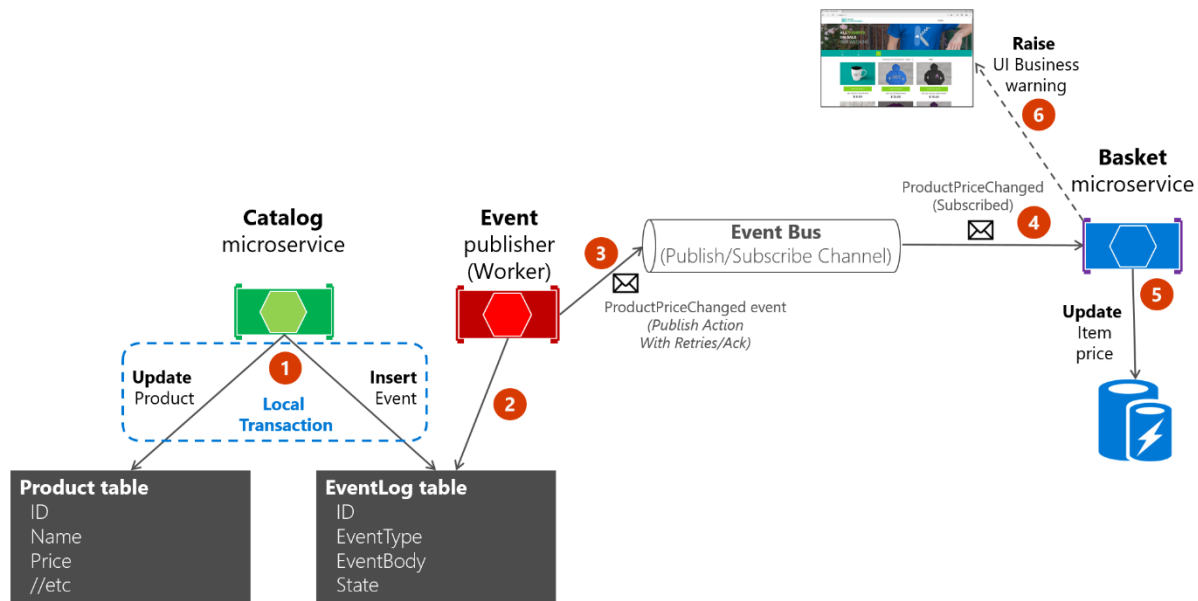 Raise
UI Business
warning
6
Basket
microservice
ProductPriceChanged
(Subscribed)
4
Catalog
microservice
Event
publisher
(Worker)
3
Event Bus
(Publish/Subscribe Channel)
ProductPriceChanged event
(Publish Action
With Retries/Ack)
5
Update
Item
price
1
Update
Product
Insert
Event
Local
Transaction
2
Product table
ID
Name
Price
//etc
EventLog table
ID
EventType
EventBody
State